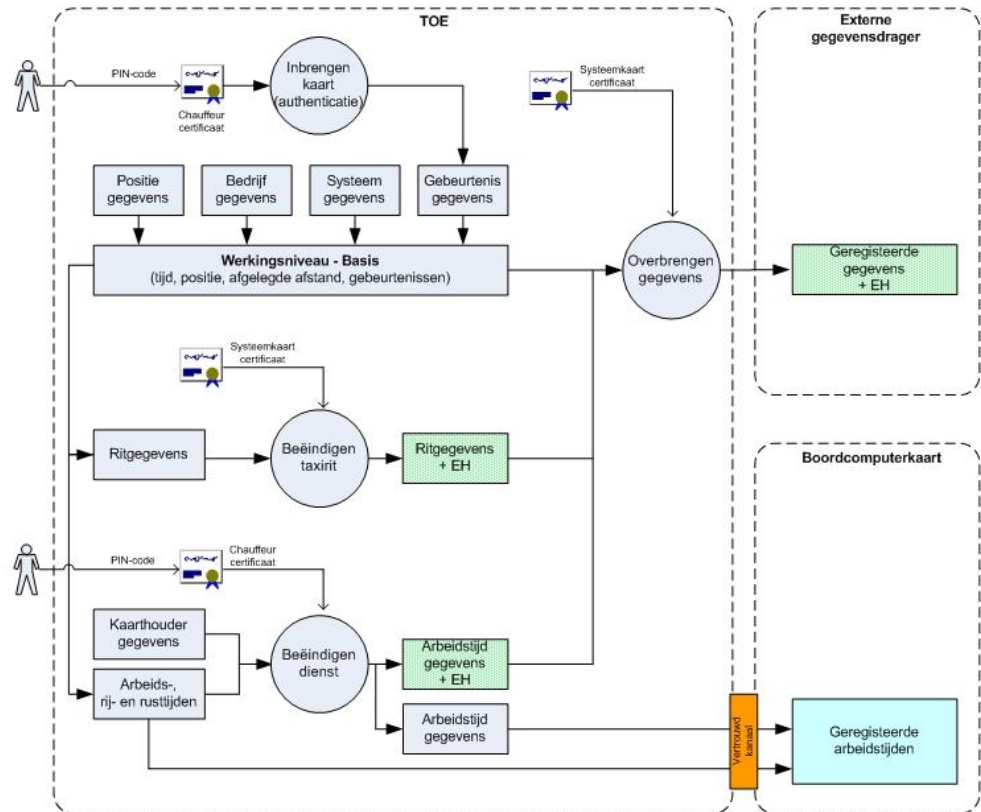 TOE
Externe
gegevensdrager
PIN-code
Chauffeur
certificaat
Inbrengen
kaart
(authenticatie)
Systeemkaart
certificaat
Positie
gegevens
Bedrijf
gegevens
Systeem
gegevens
Gebeurtenis
gegevens
Werkingsniveau - Basis
(tijd, positie, afgelegde afstand, gebeurtenissen)
Overbrengen
gegevens
Geregisteerde
gegevens
+ EH
Systeemkaart
certificaat
Ritgegevens
Beëindigen
taxirit
Ritgegevens
+ EH
Boordcomputerkaart
PIN-code
Chauffeur
certificaat
Kaarthouder
gegevens
Arbeids-,
rij- en rusttijden
Beëindigen
dienst
Arbeidstijd
gegevens
+ EH
Arbeidstijd
gegevens
Vertrouwd
kanaal
Geregisteerde
arbeidstijden